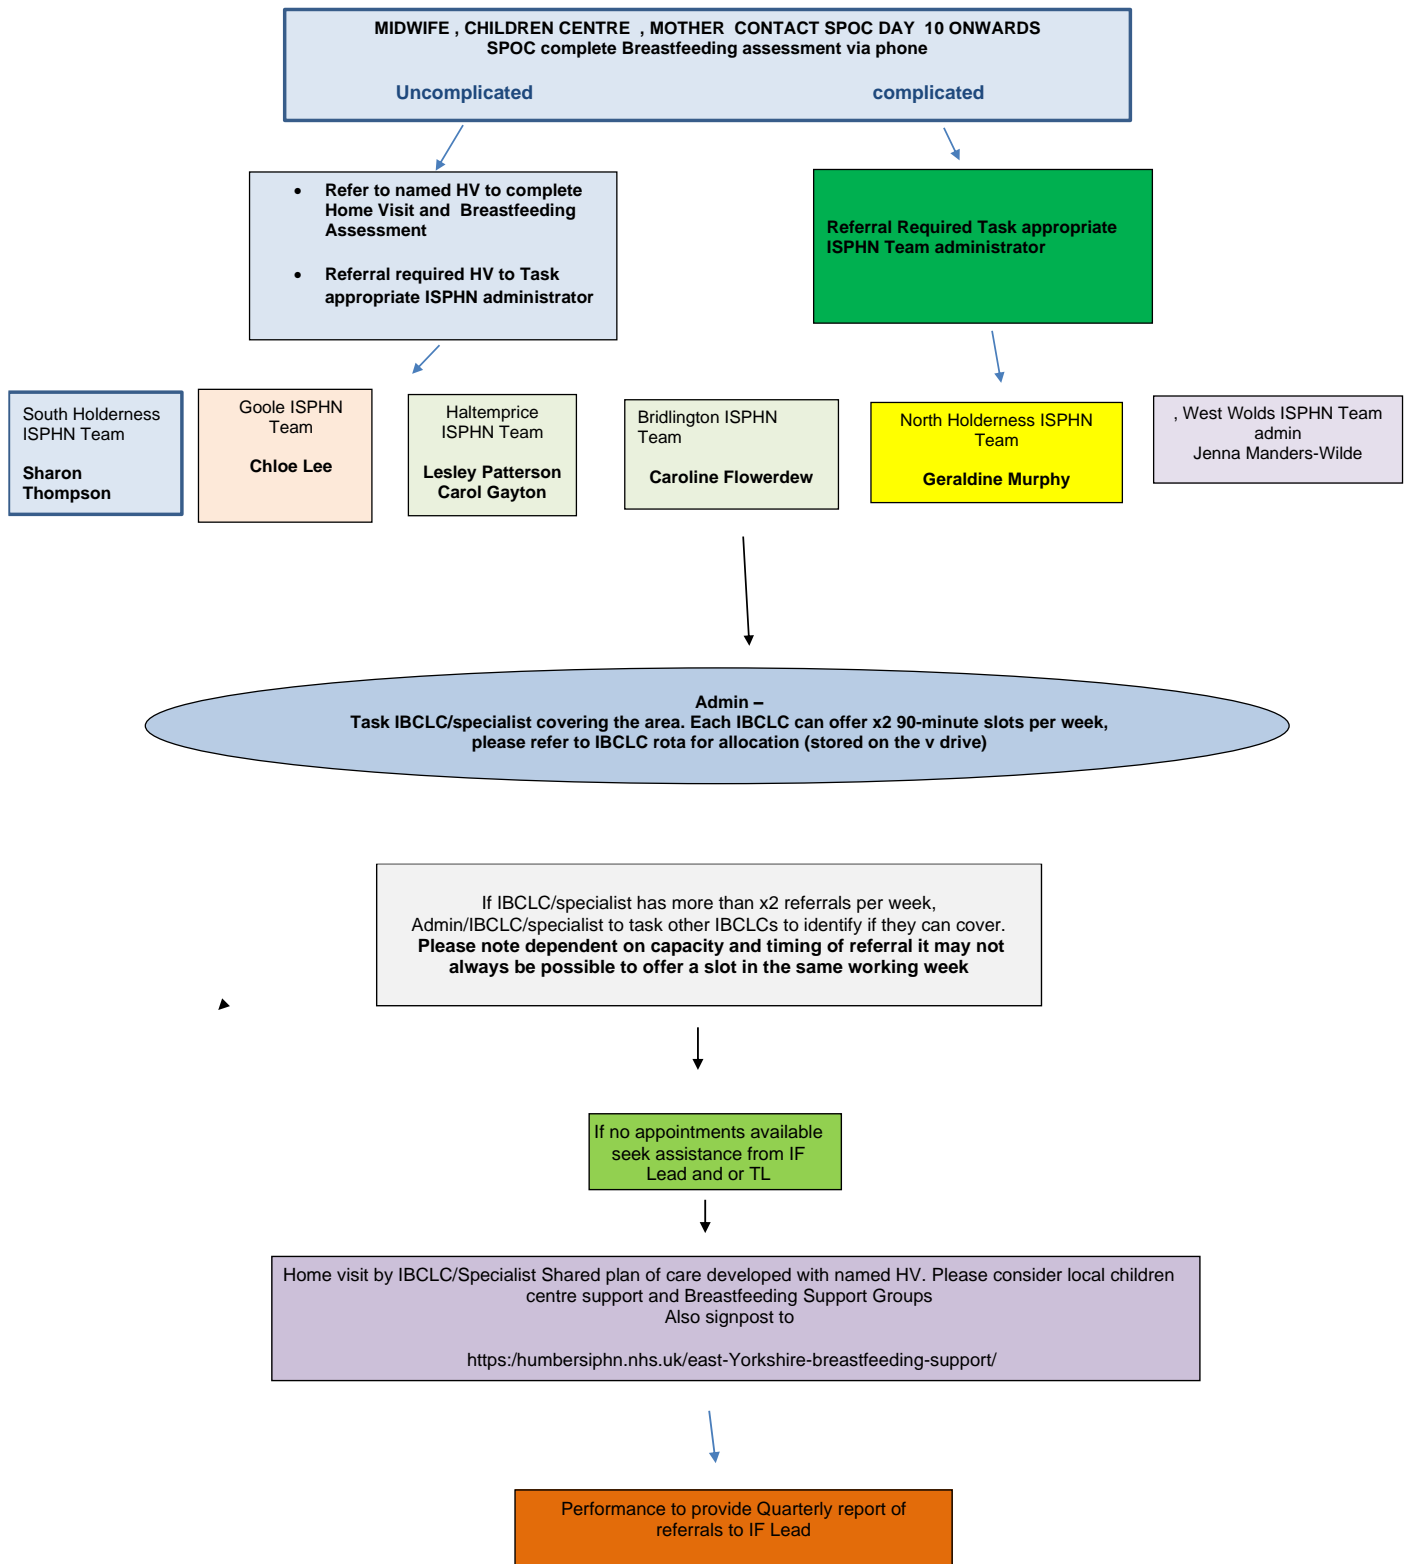 MIDWIFE , CHILDREN CENTRE , MOTHER CONTACT SPOC DAY 10 ONWARDS
SPOC complete Breastfeeding assessment via phone
Uncomplicated complicated
• Refer to named HV to complete
Home Visit and Breastfeeding
Assessment
• Referral required HV to Task
appropriate ISPHN administrator
Referral Required Task appropriate
ISPHN Team administrator
South Holderness
ISPHN Team
Sharon
Thompson
Goole ISPHN
Team
Chloe Lee
Haltemprice
ISPHN Team
Lesley Patterson
Carol Gayton
Bridlington ISPHN
Team
Caroline Flowerdew
North Holderness ISPHN
Team
Geraldine Murphy
, West Wolds ISPHN Team
admin
Jenna Manders-Wilde
Admin –
Task IBCLC/specialist covering the area. Each IBCLC can offer x2 90-minute slots per week,
please refer to IBCLC rota for allocation (stored on the v drive)
If IBCLC/specialist has more than x2 referrals per week,
Admin/IBCLC/specialist to task other IBCLCs to identify if they can cover.
Please note dependent on capacity and timing of referral it may not
always be possible to offer a slot in the same working week
If no appointments available
seek assistance from IF
Lead and or TL
Home visit by IBCLC/Specialist Shared plan of care developed with named HV. Please consider local children
centre support and Breastfeeding Support Groups
Also signpost to
https:/humbersiphn.nhs.uk/east-Yorkshire-breastfeeding-support/
Performance to provide Quarterly report of
referrals to IF Lead